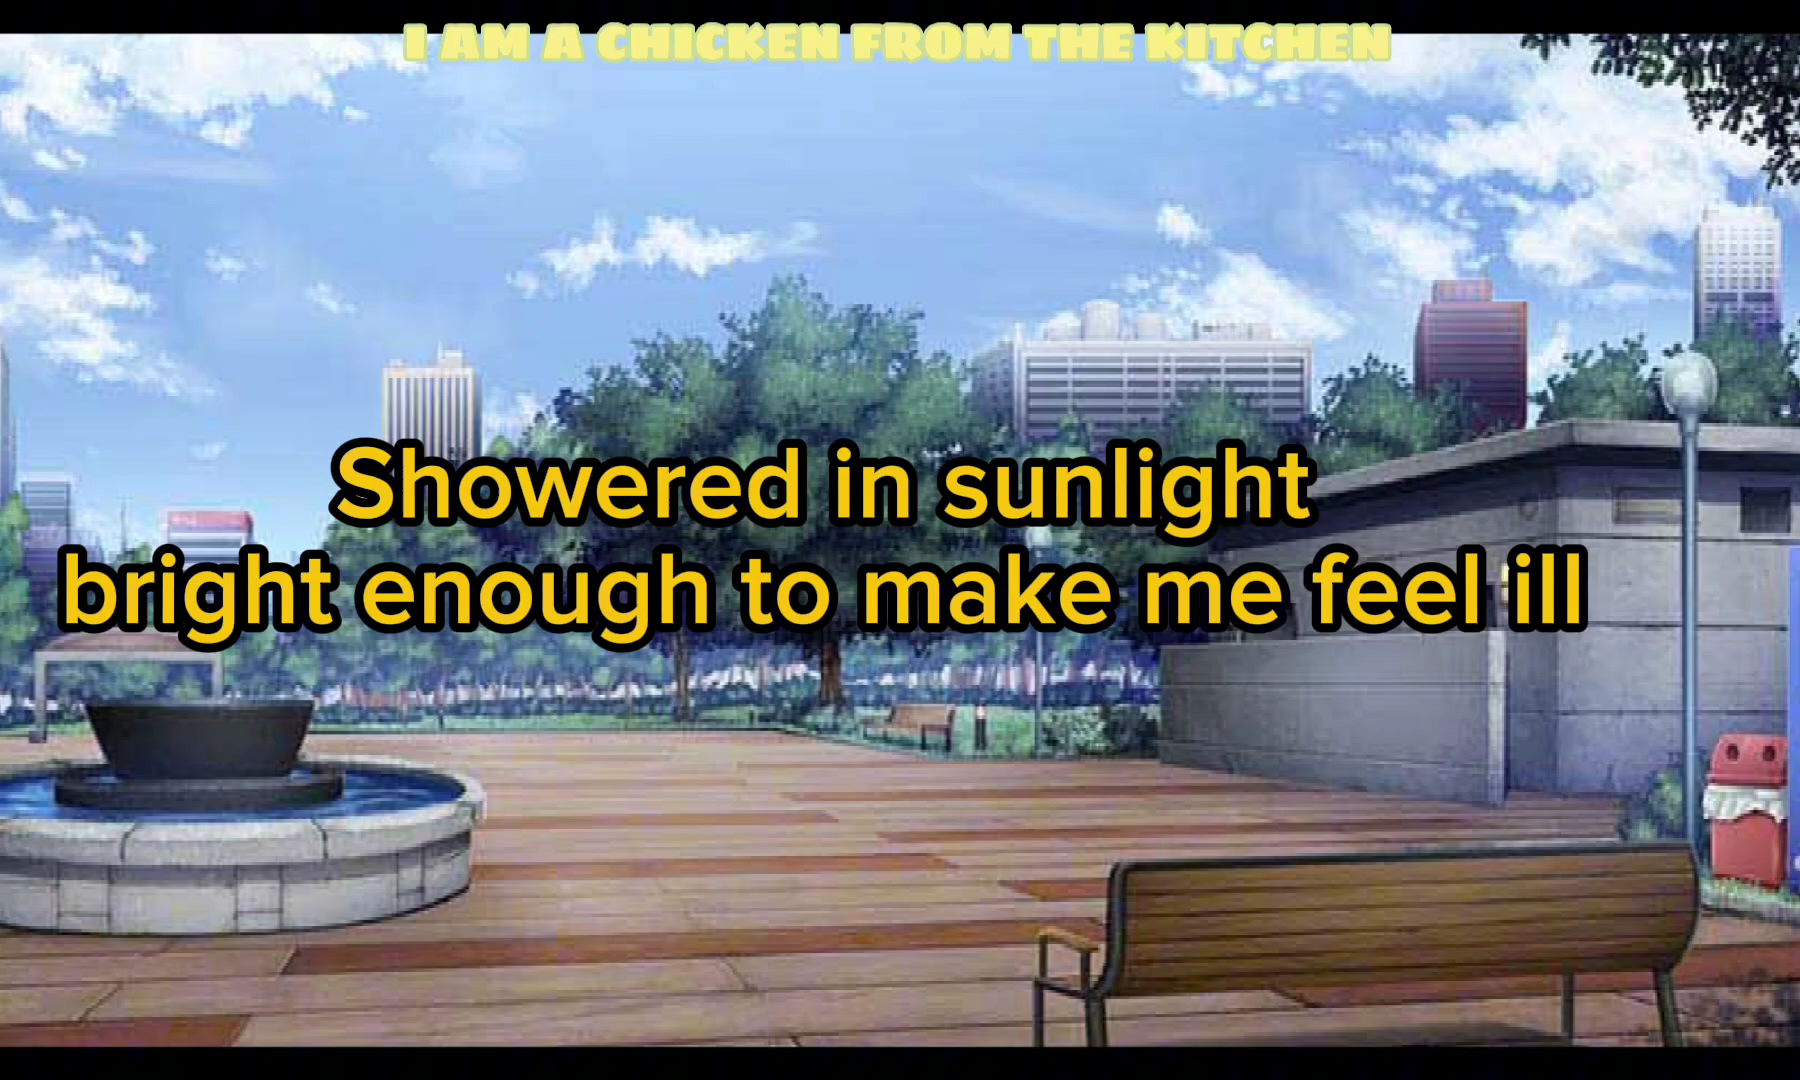 I AM A CHICKEN FROM THE KITCHEN
Showered in sunlight
bright enough to make me feel ill